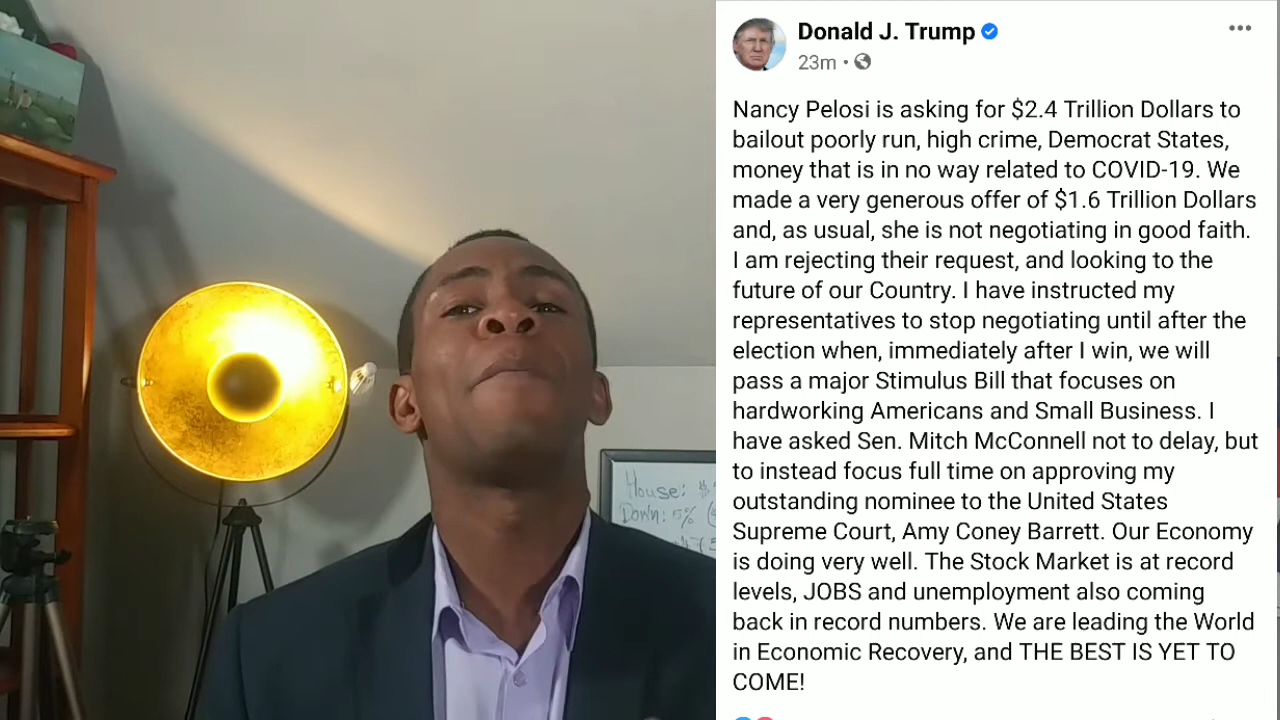 Donald J. Trump
23m
Nancy Pelosi is asking for $2.4 Trillion Dollars to
bailout poorly run, high crime, Democrat States,
money that is in no way related to COVID-19. We
made a very generous offer of $1.6 Trillion Dollars
and, as usual, she is not negotiating in good faith.
I am rejecting their request, and looking to the
future of our Country. I have instructed my
representatives to stop negotiating until after the
election when, immediately after I win, we will
pass a major Stimulus Bill that focuses on
hardworking Americans and Small Business. I
have asked Sen. Mitch McConnell not to delay, but
to instead focus full time on approving my
outstanding nominee to the United States
Supreme Court, Amy Coney Barrett. Our Economy
is doing very well. The Stock Market is at record
levels, JOBS and unemployment also coming
back in record numbers. We are leading the World
in Economic Recovery, and THE BEST IS YET TO
COME!
House: $
Down: 5%